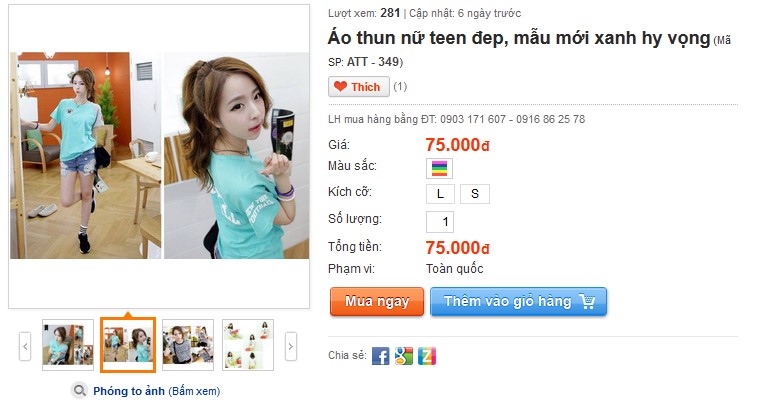 Lượt xem: 281 | Cập nhật: 6 ngày trước
Áo thun nữ teen đẹp, mẫu mới xanh hy vọng (Mã
SP: ATT - 349)
Thích (1)
LH mua hàng bằng ĐT: 0903 171 607 - 0916 86 25 78
Giá: 75.000đ
Màu sắc:
Kích cỡ: L S
Số lượng: 1
Tổng tiền: 75.000đ
Phạm vi: Toàn quốc
Mua ngay Thêm vào giỏ hàng
Chia sẻ:
Phóng to ảnh (Bấm xem)